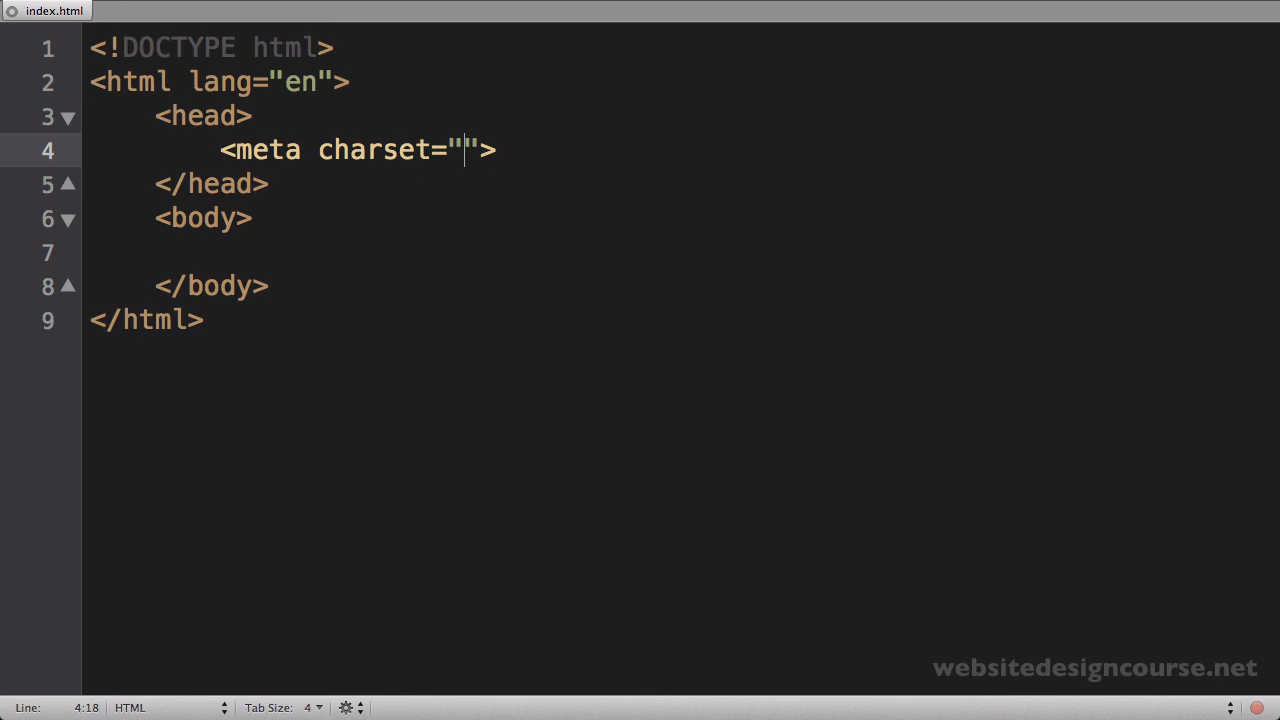 index.html
1 <!DOCTYPE html>
2 <html lang="en">
3 <head>
4 <meta charset="">
5 </head>
6 <body>
7
8 </body>
9 </html>
websitedesigncourse.net
Line: 4:18 HTML Tab Size: 4